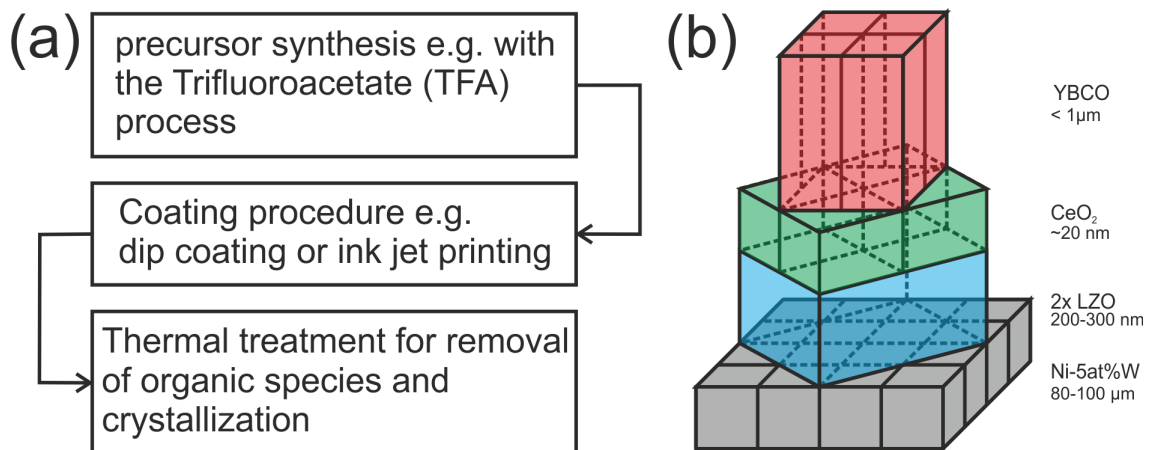 (a)
precursor synthesis e.g. with
the Trifluoroacetate (TFA)
process
Coating procedure e.g.
dip coating or ink jet printing
Thermal treatment for removal
of organic species and
crystallization
(b)
YBCO
< 1µm
CeO₂
~20 nm
2x LZO
200-300 nm
Ni-5at%W
80-100 µm